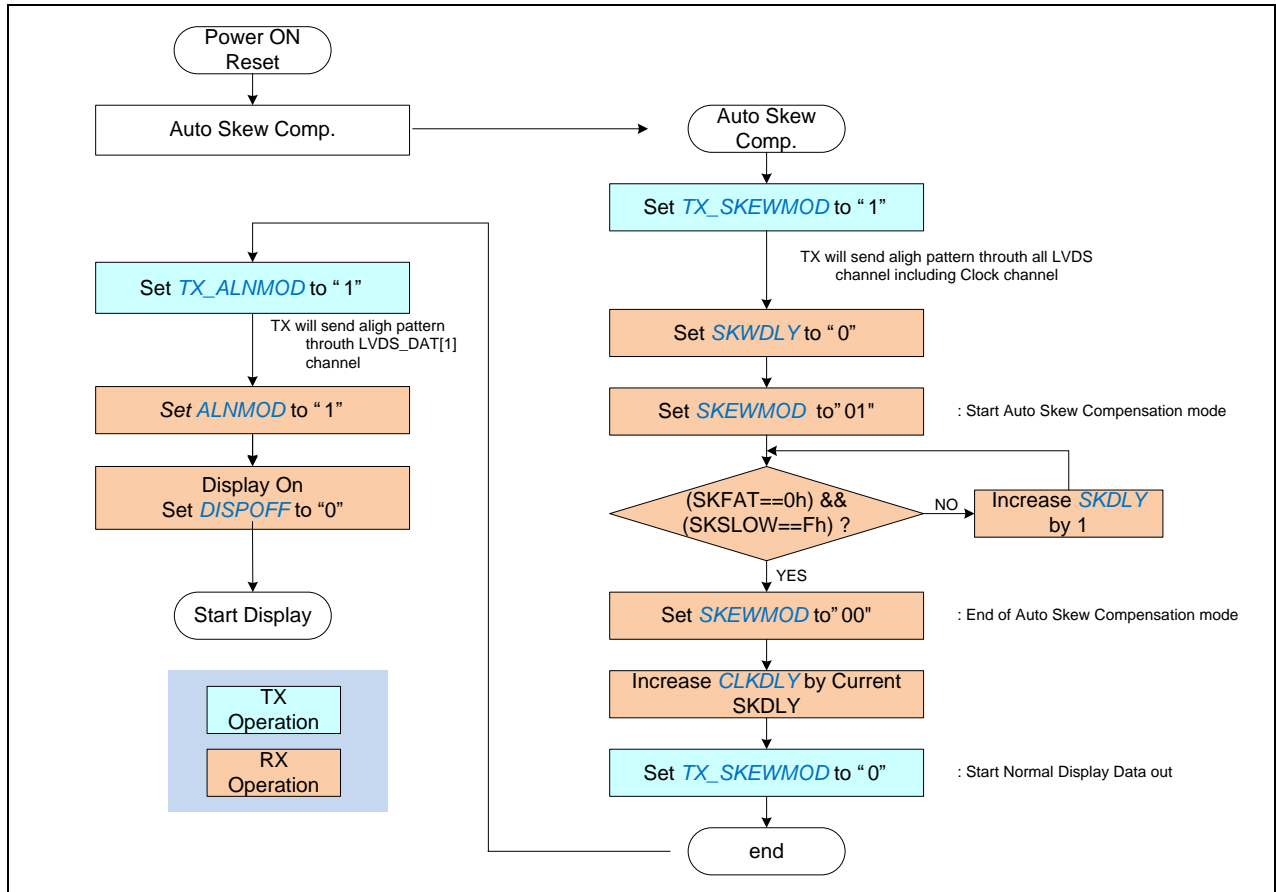 Power ON
Reset
Auto Skew Comp.
Auto Skew
Comp.
Set TX_SKEWMOD to “ 1”
TX will send aligh pattern throuth all LVDS
channel including Clock channel
Set SKWDLY to “ 0”
Set SKEWMOD to” 01"
: Start Auto Skew Compensation mode
(SKFAT==0h) &&
(SKSLOW==Fh) ?
NO
Increase SKDLY
by 1
YES
Set SKEWMOD to” 00"
: End of Auto Skew Compensation mode
Increase CLKDLY by Current
SKDLY
Set TX_SKEWMOD to “ 0”
: Start Normal Display Data out
end
Set TX_ALNMOD to “ 1”
TX will send aligh pattern
throuth LVDS_DAT[1]
channel
Set ALNMOD to “ 1”
Display On
Set DISPOFF to “0”
Start Display
TX
Operation
RX
Operation